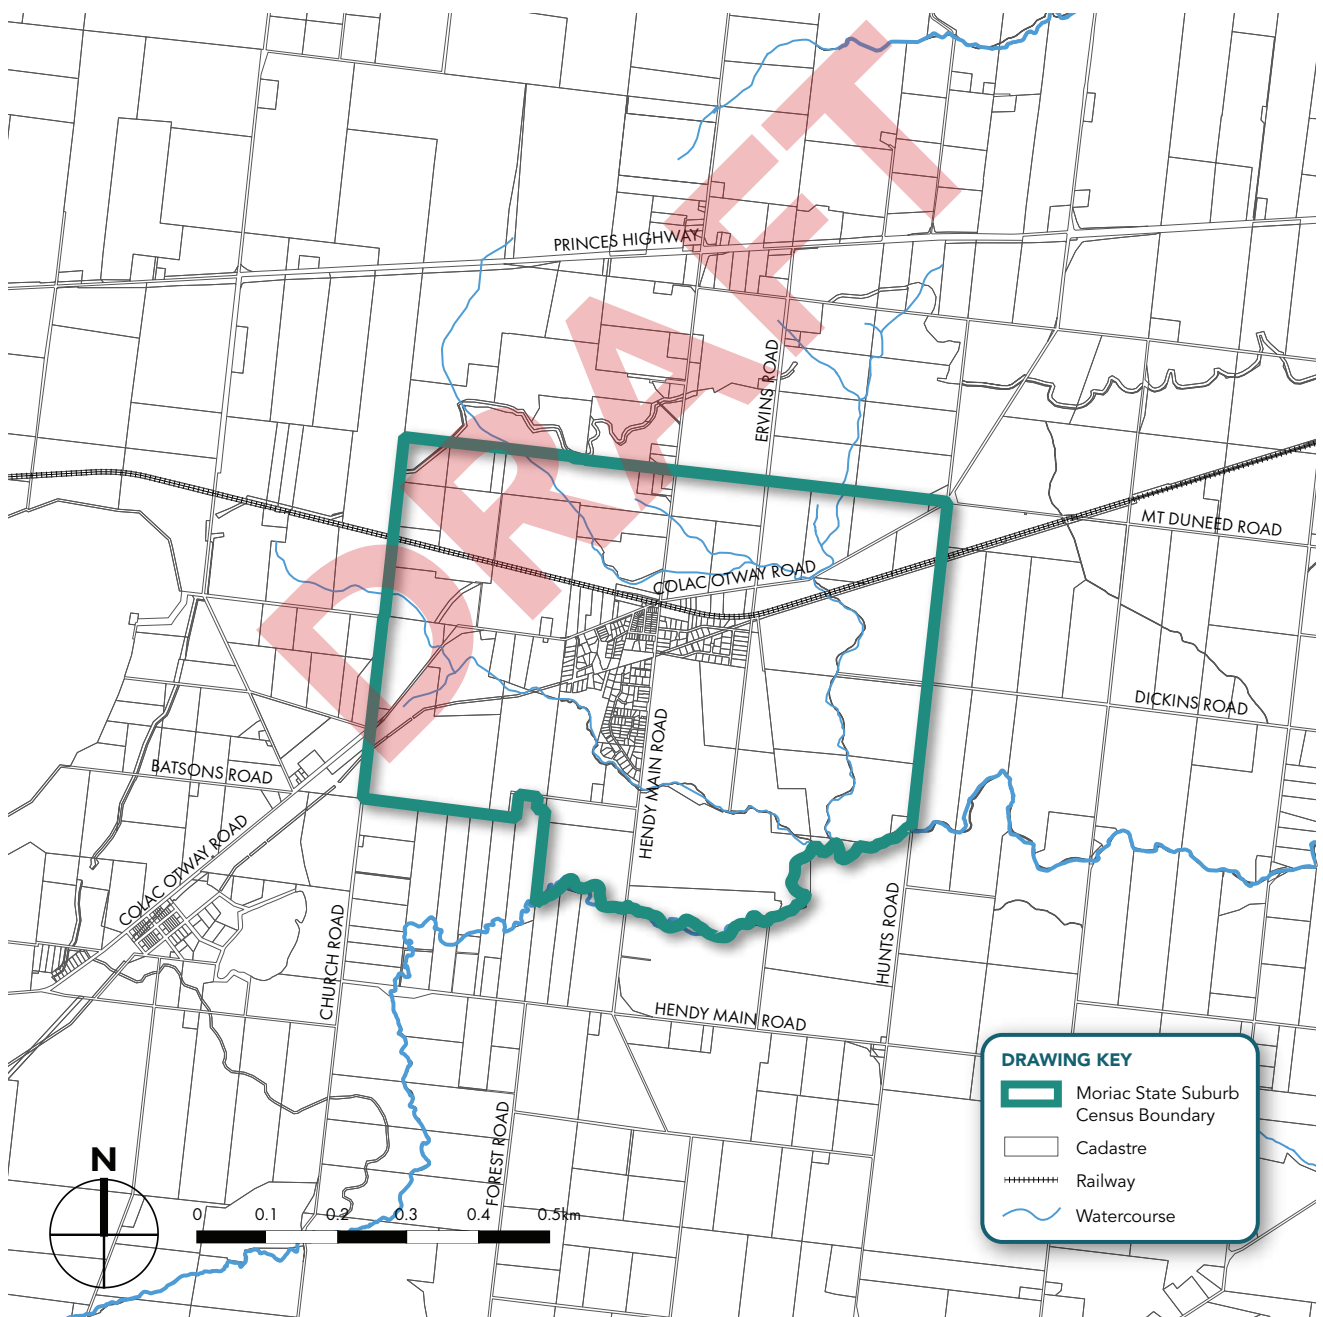 PRINCES HIGHWAY
ERVINS ROAD
MT DUNEED ROAD
COLAC OTWAY ROAD
DICKINS ROAD
BATSONS ROAD
HENDY MAIN ROAD
COLAC OTWAY ROAD
CHURCH ROAD
HUNTS ROAD
HENDY MAIN ROAD
FOREST ROAD
DRAFT
N
0 0.1 0.2 0.3 0.4 0.5km
DRAWING KEY
Moriac State Suburb
Census Boundary
Cadastre
Railway
Watercourse